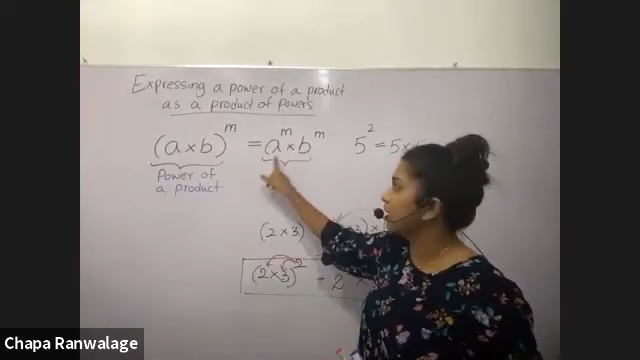 Expressing a power of a product
as a product of powers
(a × b)^m = a^m × b^m
5^2 = 5×
Power of
a product
(2 × 3)
(2 × 3)^2 = 2
Chapa Ranwalage